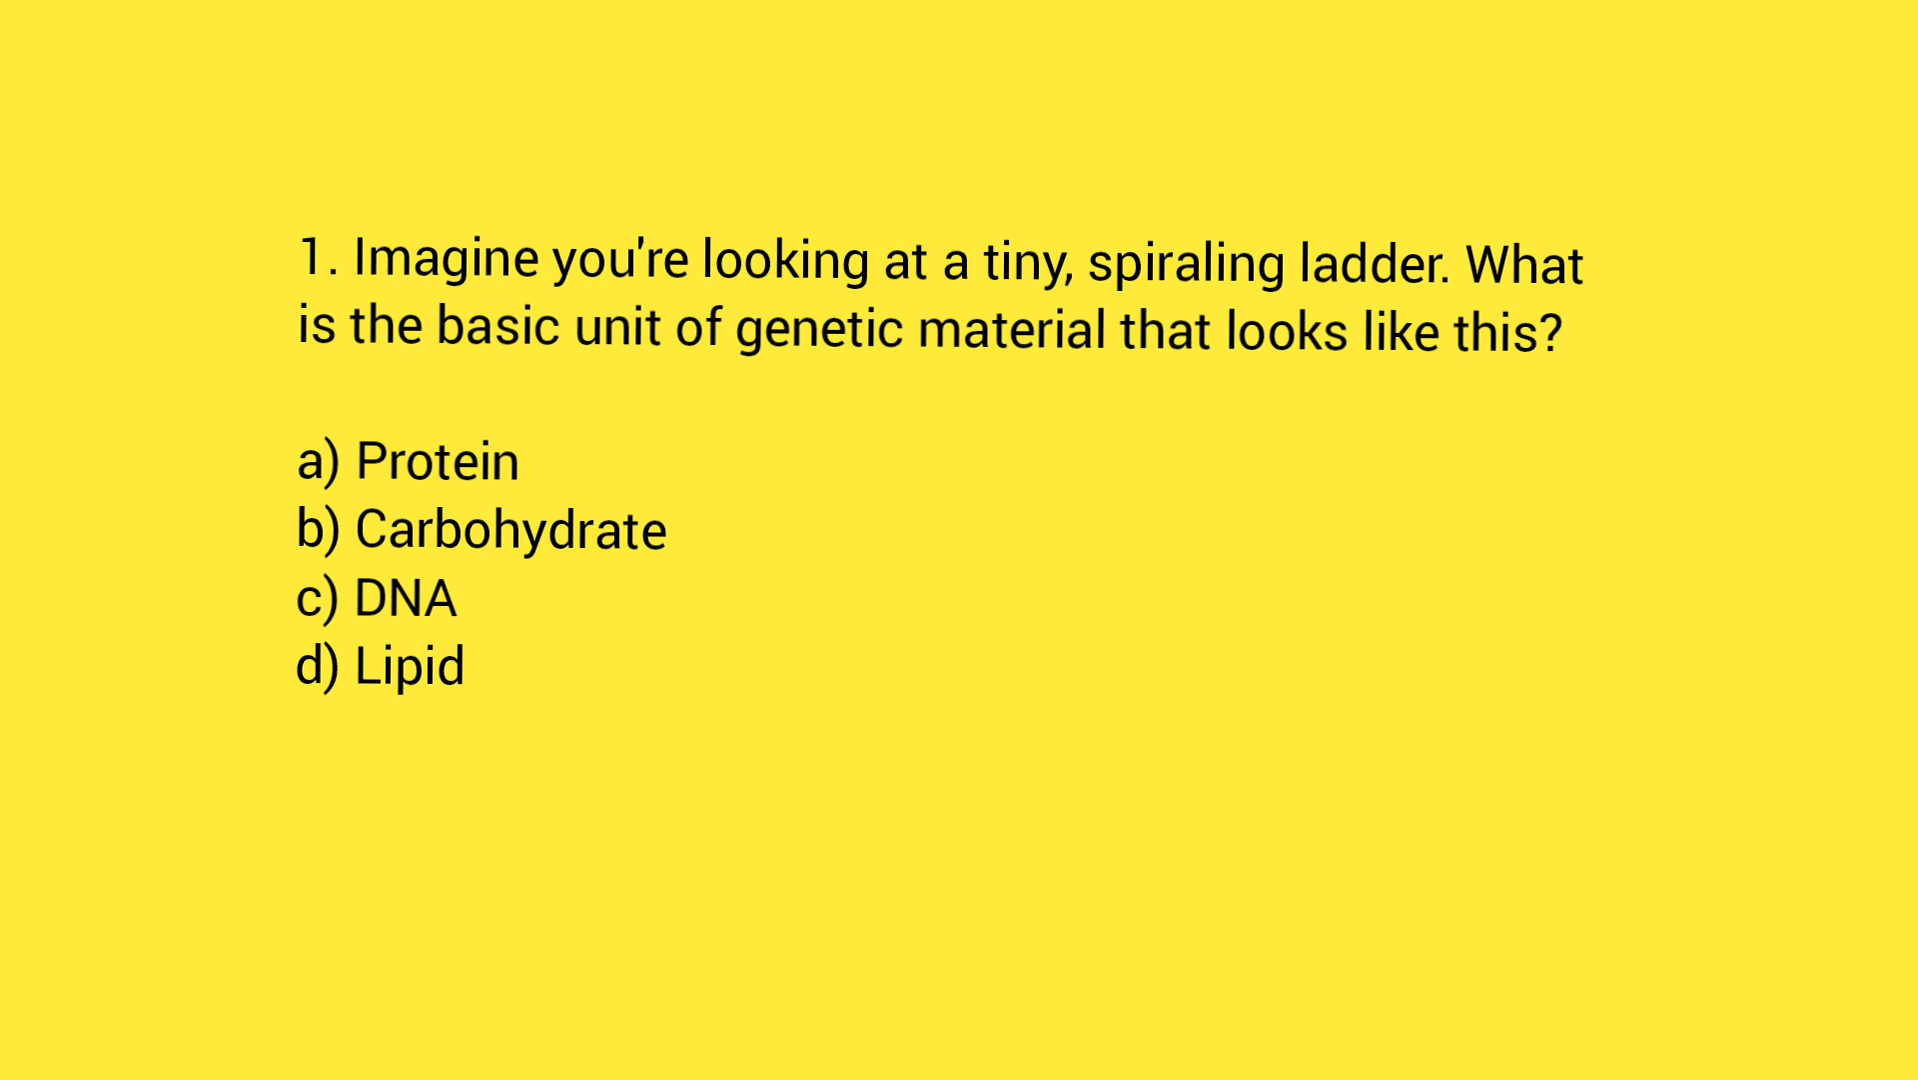 1. Imagine you're looking at a tiny, spiraling ladder. What
is the basic unit of genetic material that looks like this?
a) Protein
b) Carbohydrate
c) DNA
d) Lipid